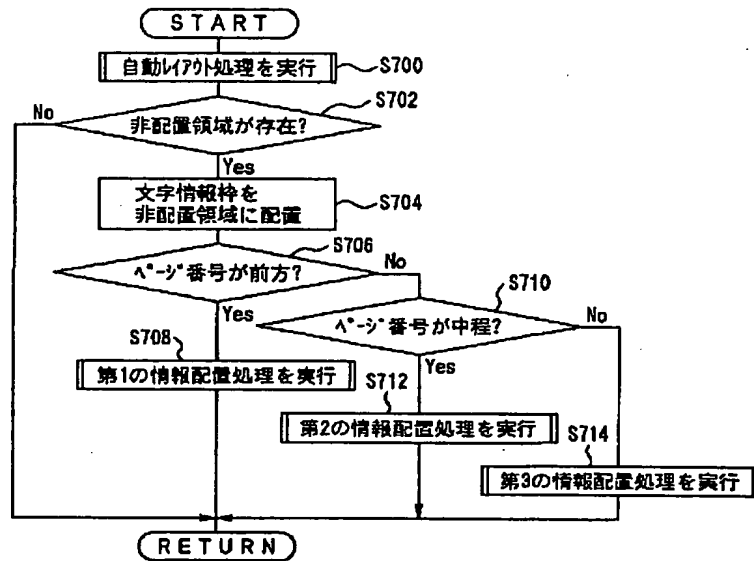 START
自動レイアウト処理を実行
S700
S702
No
非配置領域が存在?
Yes
文字情報枠を
非配置領域に配置
S704
S706
ページ番号が前方?
No
S710
Yes
ページ番号が中程?
No
S708
Yes
第1の情報配置処理を実行
S712
第2の情報配置処理を実行
S714
第3の情報配置処理を実行
RETURN